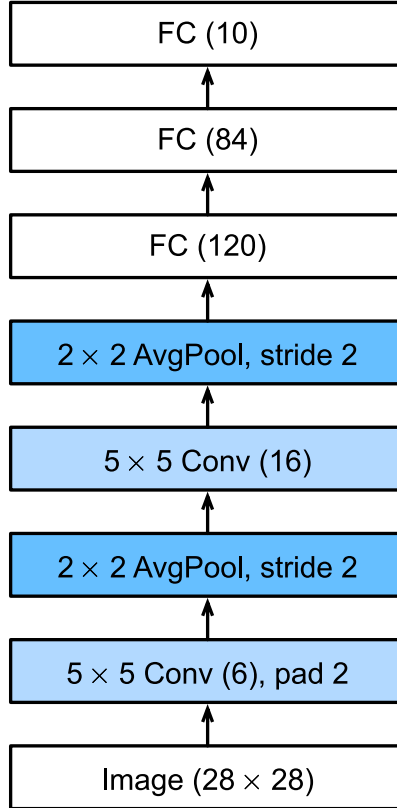 FC (10)
FC (84)
FC (120)
2 × 2 AvgPool, stride 2
5 × 5 Conv (16)
2 × 2 AvgPool, stride 2
5 × 5 Conv (6), pad 2
Image (28 × 28)